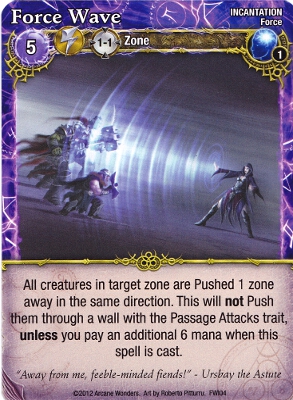 Force Wave
INCANTATION
Force
5
1-1
Zone
1
All creatures in target zone are Pushed 1 zone
away in the same direction. This will not Push
them through a wall with the Passage Attacks trait,
unless you pay an additional 6 mana when this
spell is cast.
"Away from me, feeble-minded fiends!" - Ursbay the Astute
©2012 Arcane Wonders. Art by Roberto Pitturru. FWI04